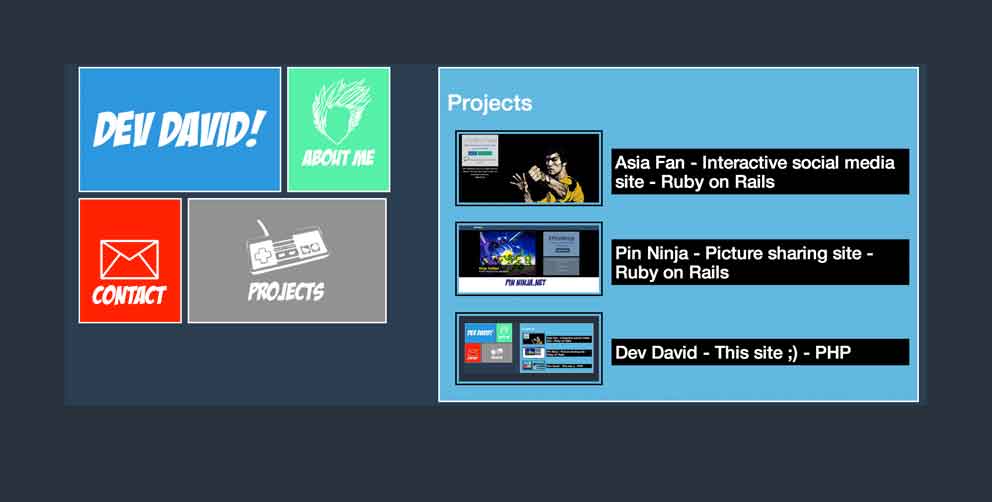 DEV DAVID!
ABOUT ME
CONTACT
PROJECTS
Projects
Asia Fan - Interactive social media
site - Ruby on Rails
PIN NINJA.NET
Pin Ninja - Picture sharing site -
Ruby on Rails
DEV DAVID!
Dev David - This site ;) - PHP